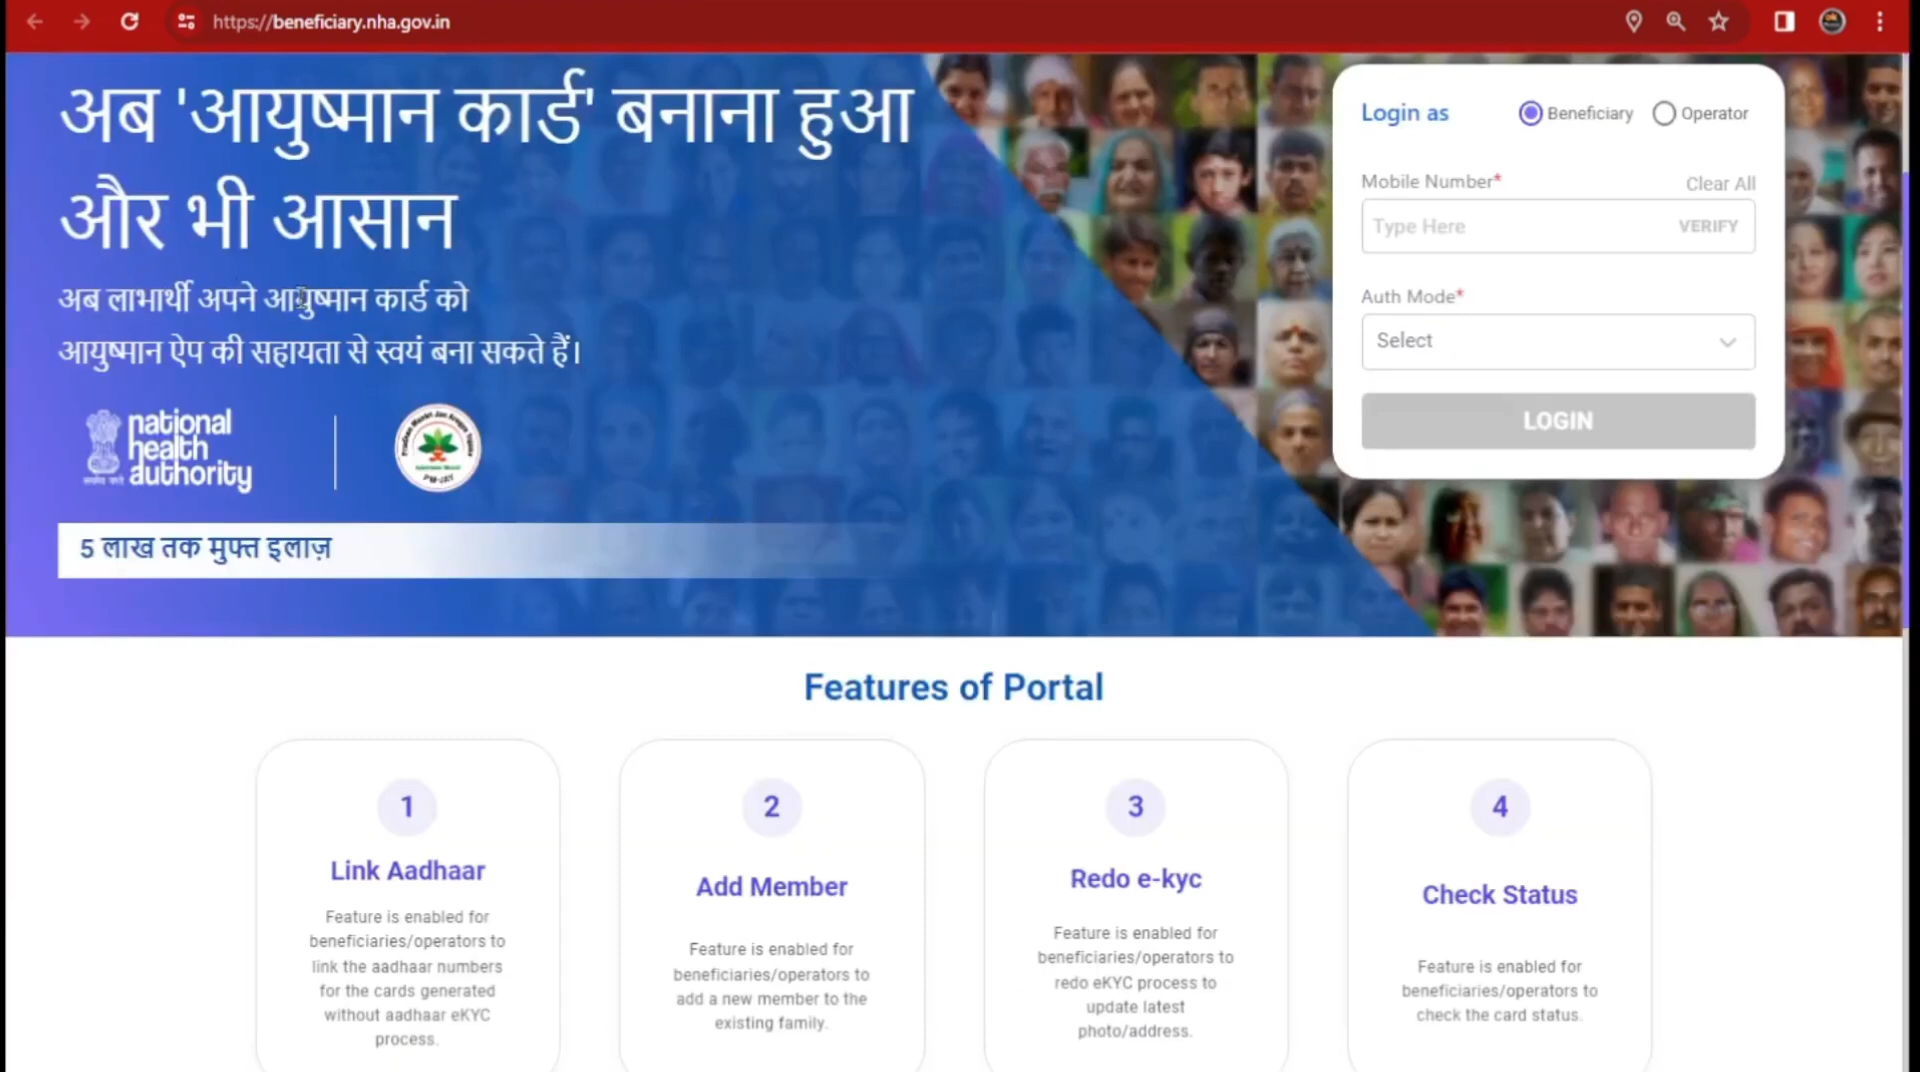 https://beneficiary.nha.gov.in
अब 'आयुष्मान कार्ड' बनाना हुआ
और भी आसान
अब लाभार्थी अपने आयुष्मान कार्ड को
आयुष्मान ऐप की सहायता से स्वयं बना सकते हैं।
national
health
authority
PM-JAY
5 लाख तक मुफ्त इलाज़
Login as
Beneficiary
Operator
Mobile Number*
Clear All
Type Here
VERIFY
Auth Mode*
Select
LOGIN
Features of Portal
1
Link Aadhaar
Feature is enabled for
beneficiaries/operators to
link the aadhaar numbers
for the cards generated
without aadhaar eKYC
process.
2
Add Member
Feature is enabled for
beneficiaries/operators to
add a new member to the
existing family.
3
Redo e-kyc
Feature is enabled for
beneficiaries/operators to
redo eKYC process to
update latest
photo/address.
4
Check Status
Feature is enabled for
beneficiaries/operators to
check the card status.